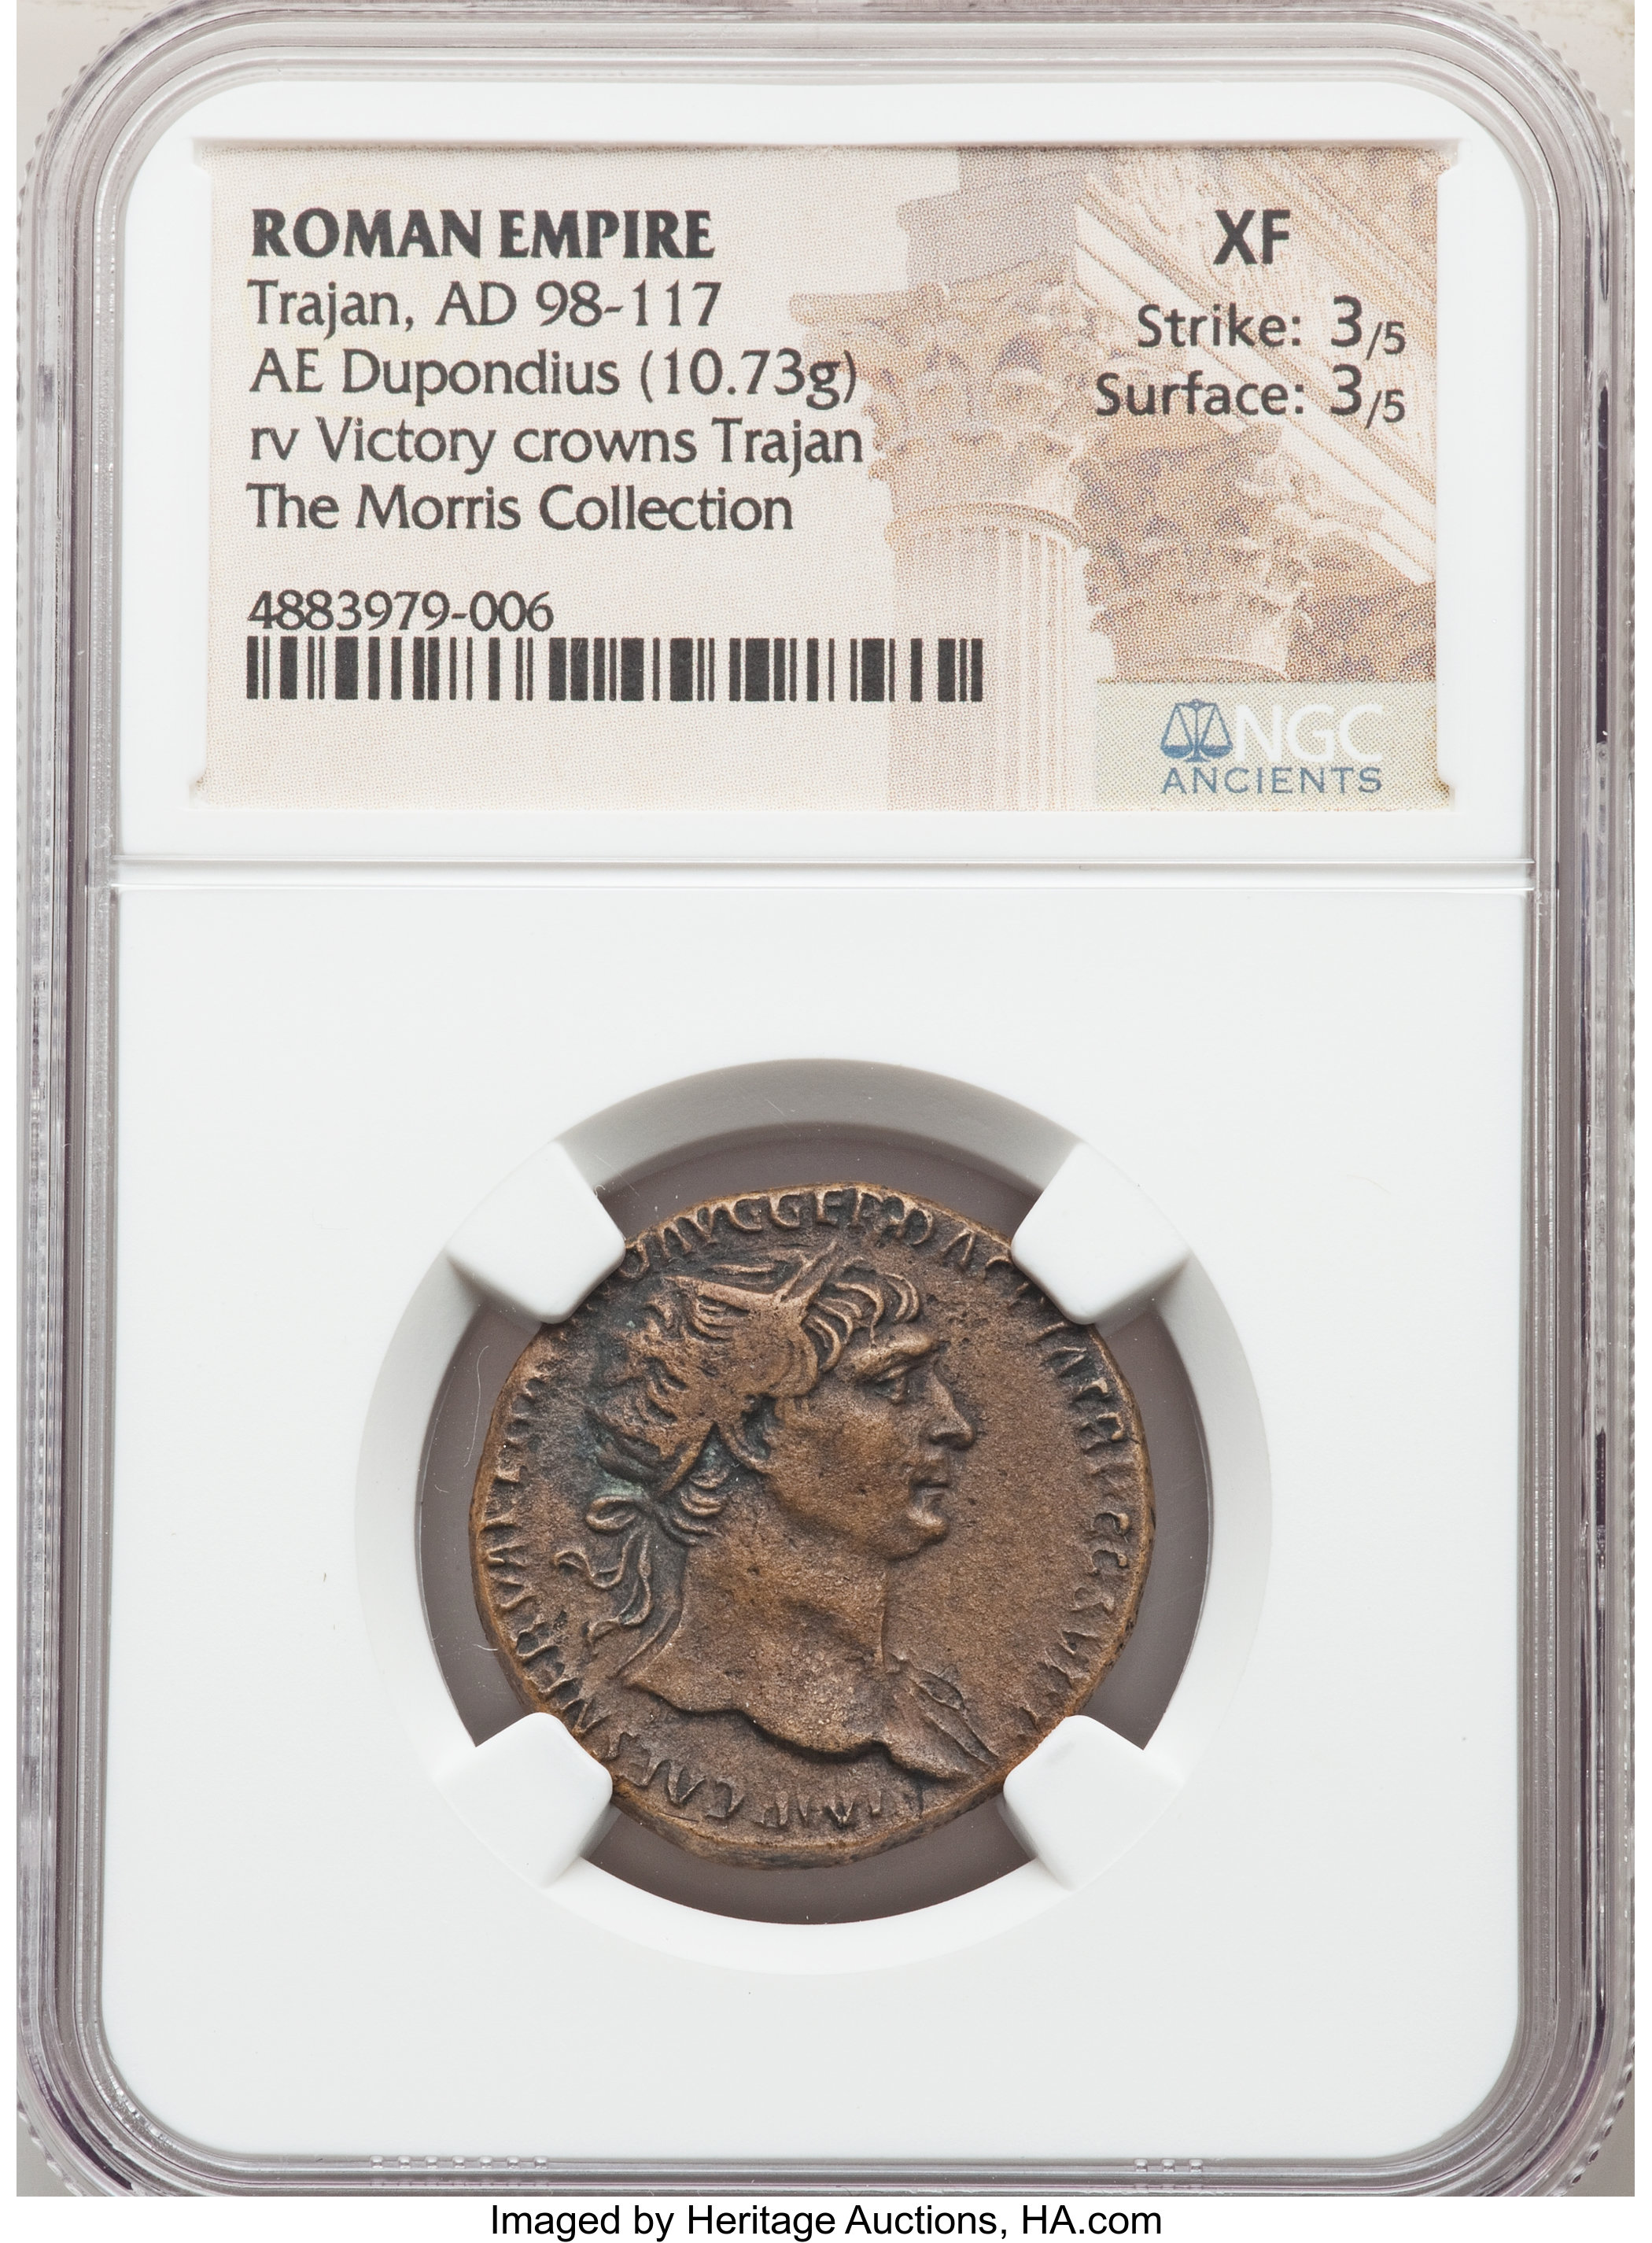 ROMAN EMPIRE
Trajan, AD 98-117
AE Dupondius (10.73g)
rv Victory crowns Trajan
The Morris Collection
4883979-006
XF
Strike: 3/5
Surface: 3/5
NGC
ANCIENTS
Imaged by Heritage Auctions, HA.com